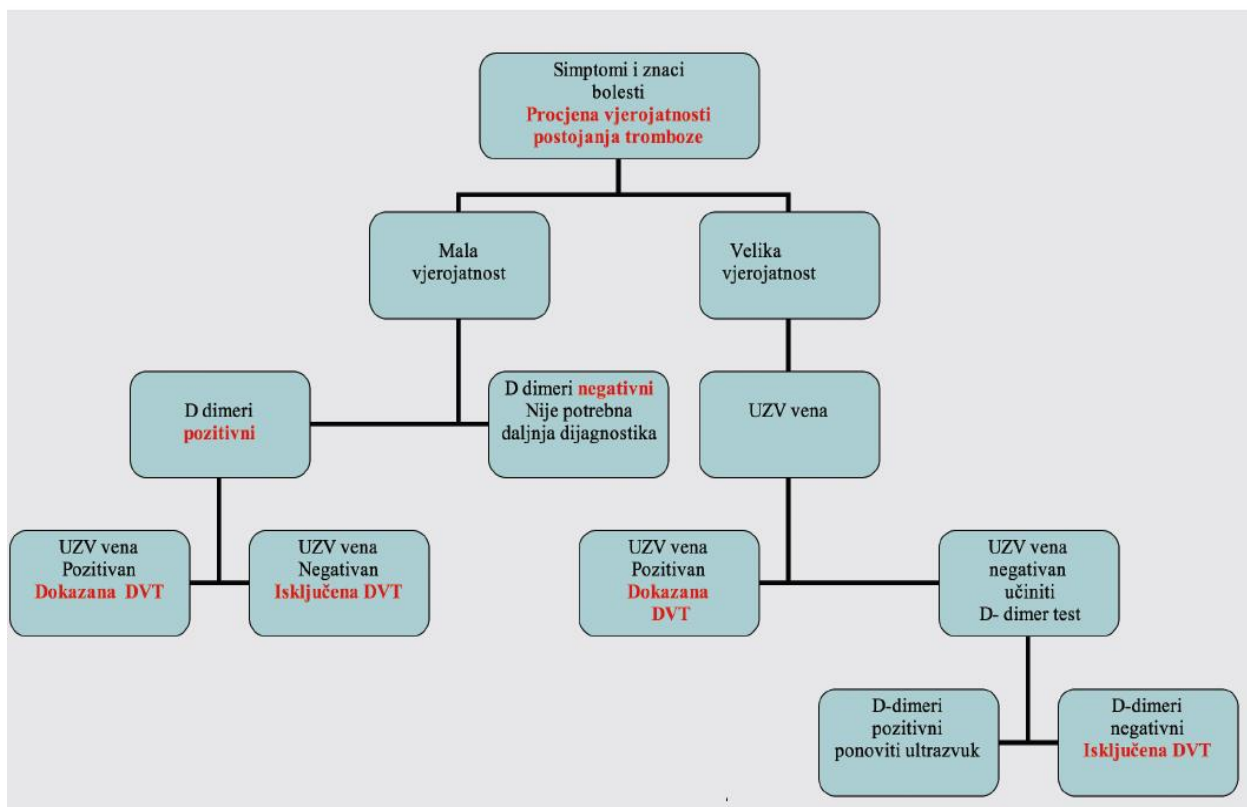 Simptomi i znaci
bolesti
Procjena vjerojatnosti
postojanja tromboze
Mala
vjerojatnost
Velika
vjerojatnost
D dimeri
pozitivni
D dimeri negativni
Nije potrebna
daljnja dijagnostika
UZV vena
UZV vena
Pozitivan
Dokazana DVT
UZV vena
Negativan
Isključena DVT
UZV vena
Pozitivan
Dokazana
DVT
UZV vena
negativan
učiniti
D- dimer test
D-dimeri
pozitivni
ponoviti ultrazvuk
D-dimeri
negativni
Isključena DVT